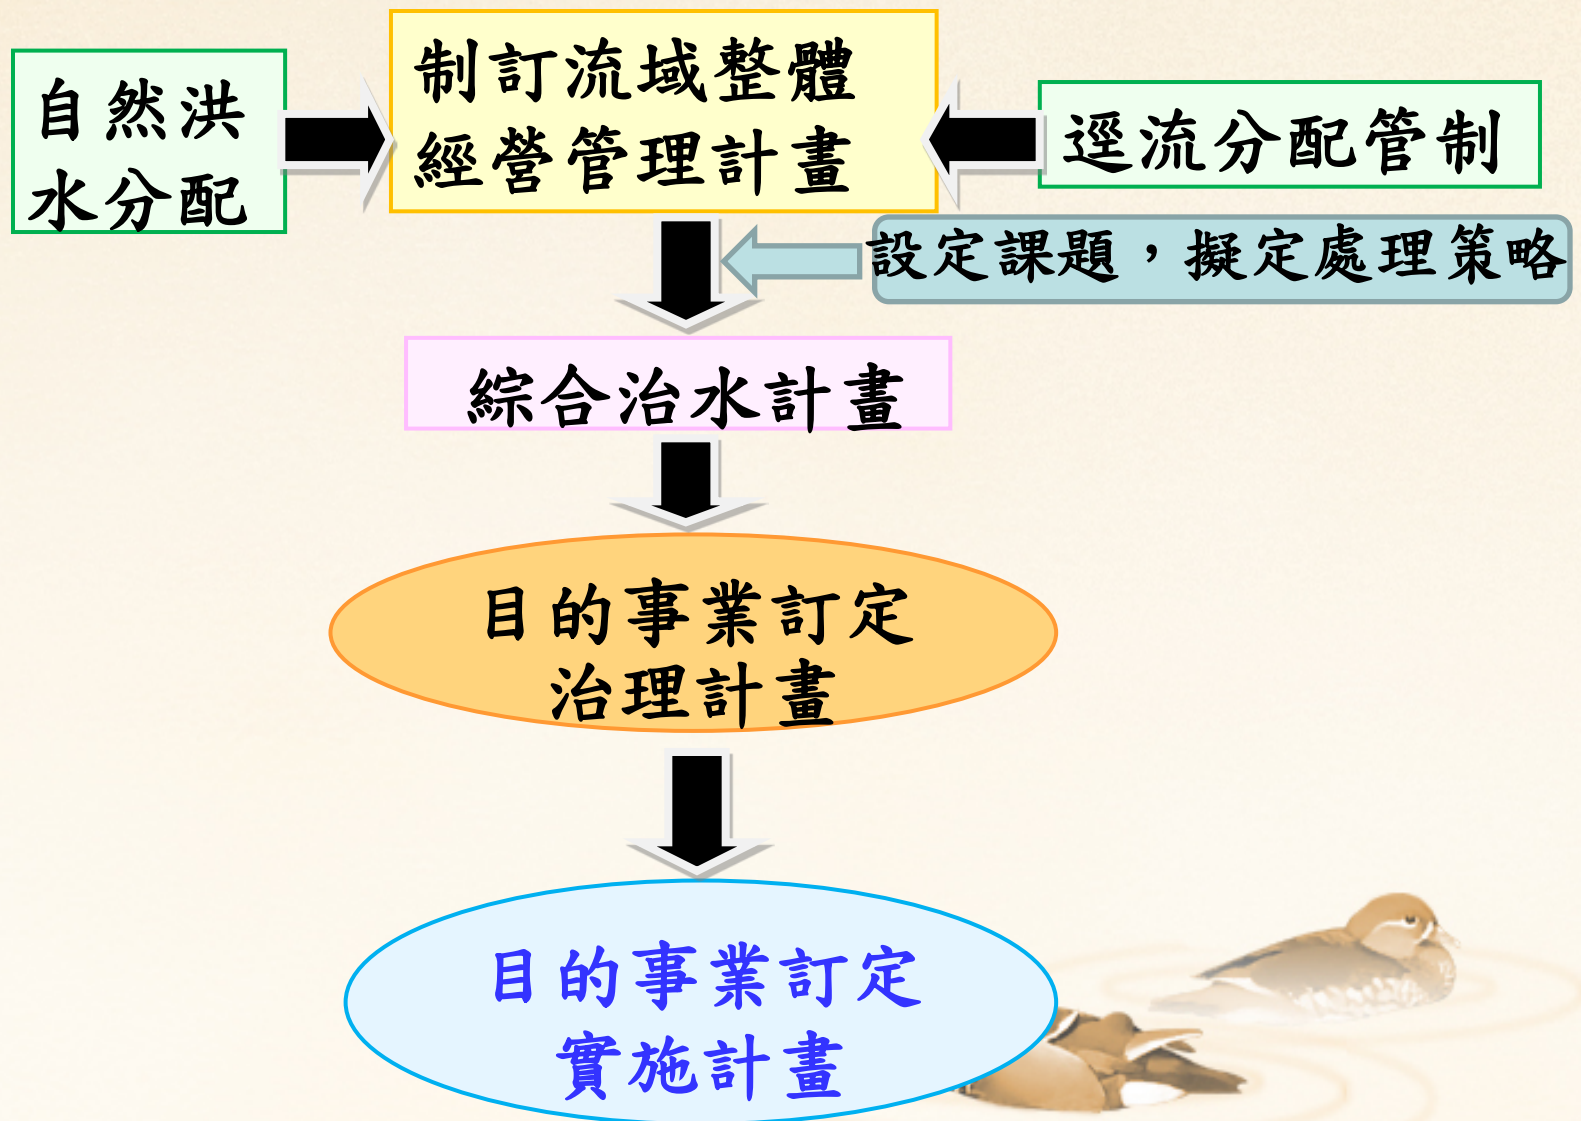 自然洪
水分配
制訂流域整體
經營管理計畫
逕流分配管制
設定課題，擬定處理策略
綜合治水計畫
目的事業訂定
治理計畫
目的事業訂定
實施計畫